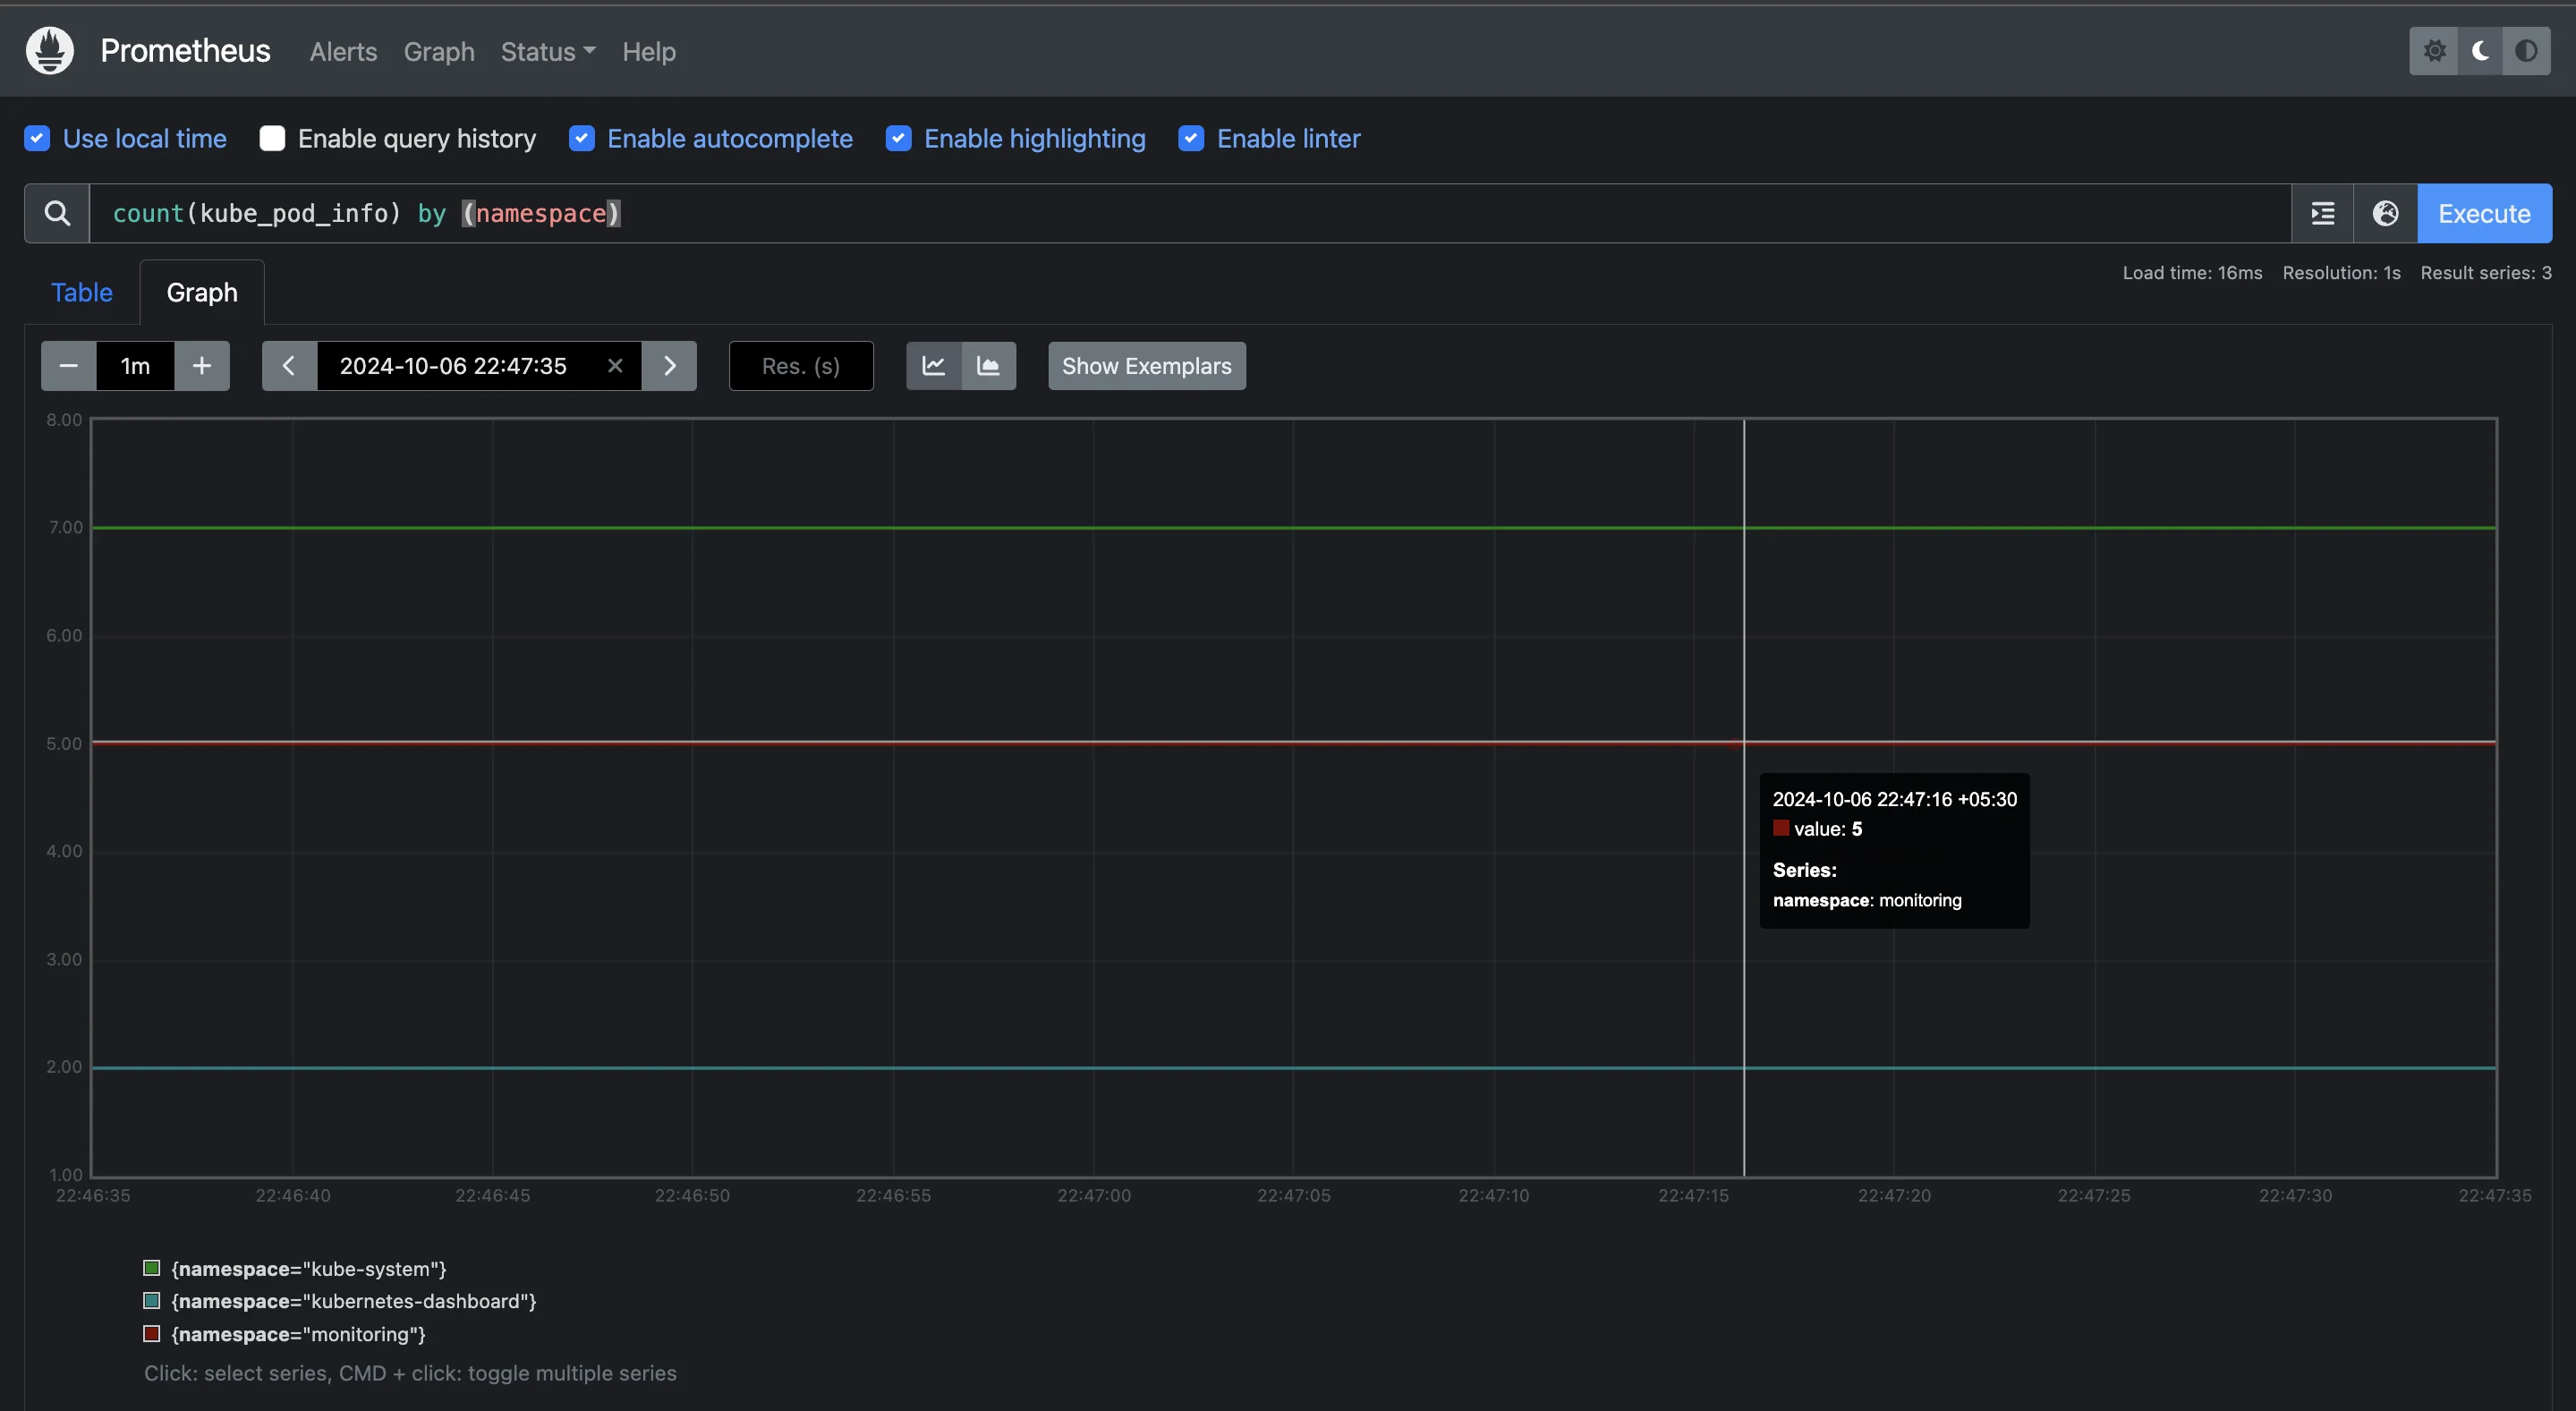 Prometheus Alerts Graph Status Help
Use local time Enable query history Enable autocomplete Enable highlighting Enable linter
count(kube_pod_info) by (namespace) Execute
Load time: 16ms Resolution: 1s Result series: 3
Table Graph
1m 2024-10-06 22:47:35 Res. (s) Show Exemplars
8.00
7.00
6.00
5.00
2024-10-06 22:47:16 +05:30
value: 5
Series:
namespace: monitoring
4.00
3.00
2.00
1.00
22:46:35 22:46:40 22:46:45 22:46:50 22:46:55 22:47:00 22:47:05 22:47:10 22:47:15 22:47:20 22:47:25 22:47:30 22:47:35
{namespace="kube-system"}
{namespace="kubernetes-dashboard"}
{namespace="monitoring"}
Click: select series, CMD + click: toggle multiple series